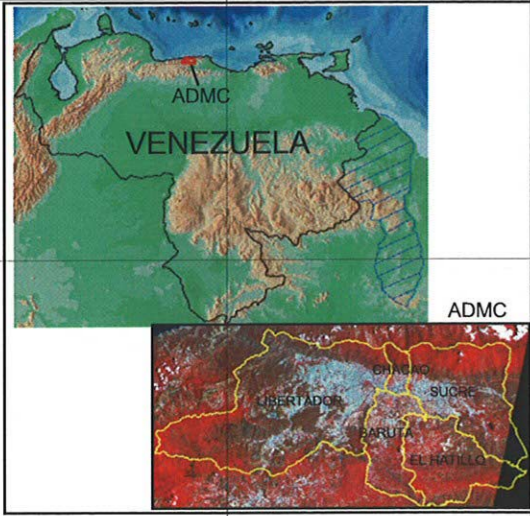 ADMC
VENEZUELA
ADMC
CHACAO
SUCRE
LIBERTADOR
BARUTA
EL HATILLO